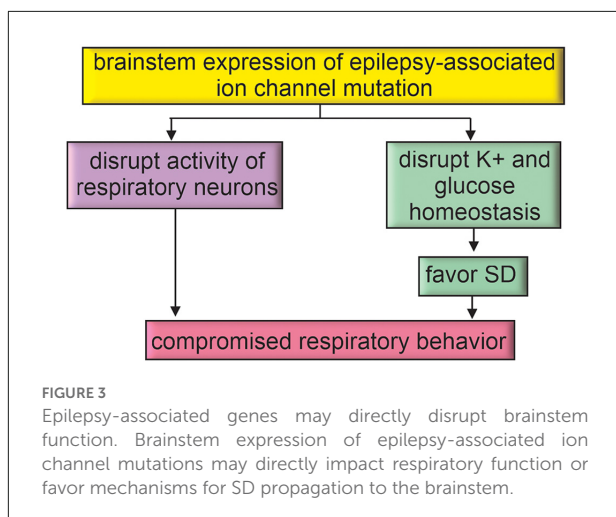 brainstem expression of epilepsy-associated
ion channel mutation
disrupt activity of
respiratory neurons
disrupt K+ and
glucose
homeostasis
favor SD
compromised respiratory behavior
FIGURE 3
Epilepsy-associated genes may directly disrupt brainstem
function. Brainstem expression of epilepsy-associated ion
channel mutations may directly impact respiratory function or
favor mechanisms for SD propagation to the brainstem.